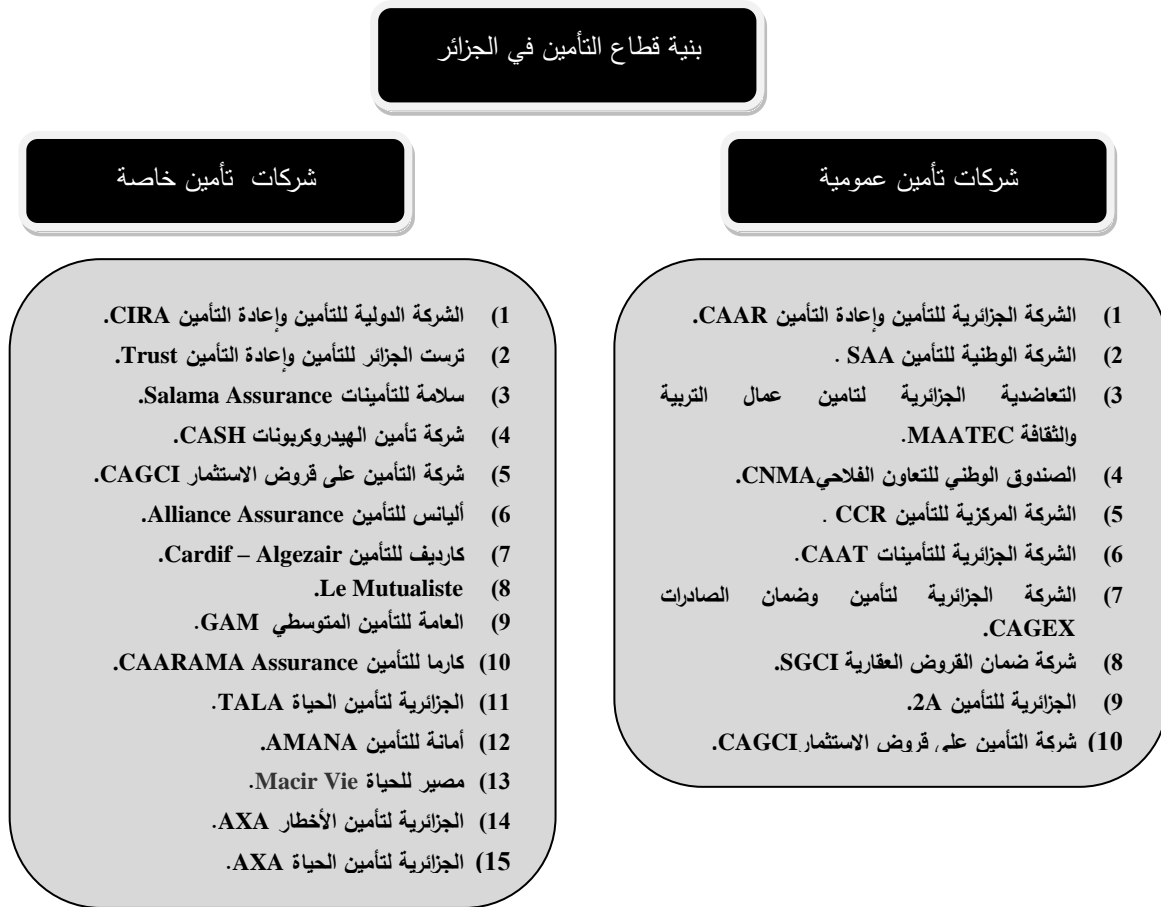 بنية قطاع التأمين في الجزائر
شركات تأمين عمومية
1) الشركة الجزائرية للتأمين وإعادة التأمين CAAR.
2) الشركة الوطنية للتأمين SAA .
3) التعاضدية الجزائرية لتامين عمال التربية
والثقافة MAATEC.
4) الصندوق الوطني للتعاون الفلاحيCNMA.
5) الشركة المركزية للتأمين CCR .
6) الشركة الجزائرية للتأمينات CAAT.
7) الشركة الجزائرية لتأمين وضمان الصادرات
CAGEX.
8) شركة ضمان القروض العقارية SGCI.
9) الجزائرية للتأمين 2A.
10) شركة التأمين على قروض الاستثمارCAGCI.
شركات تأمين خاصة
1) الشركة الدولية للتأمين وإعادة التأمين CIRA.
2) ترست الجزائر للتأمين وإعادة التأمين Trust.
3) سلامة للتأمينات Salama Assurance.
4) شركة تأمين الهيدروكربونات CASH.
5) شركة التأمين على قروض الاستثمار CAGCI.
6) أليانس للتأمين Alliance Assurance.
7) كارديف للتأمين Cardif – Algezair.
8) Le Mutualiste.
9) العامة للتأمين المتوسطي GAM.
10) كارما للتأمين CAARAMA Assurance.
11) الجزائرية لتأمين الحياة TALA.
12) أمانة للتأمين AMANA.
13) مصير للحياة Macir Vie.
14) الجزائرية لتأمين الأخطار AXA.
15) الجزائرية لتأمين الحياة AXA.